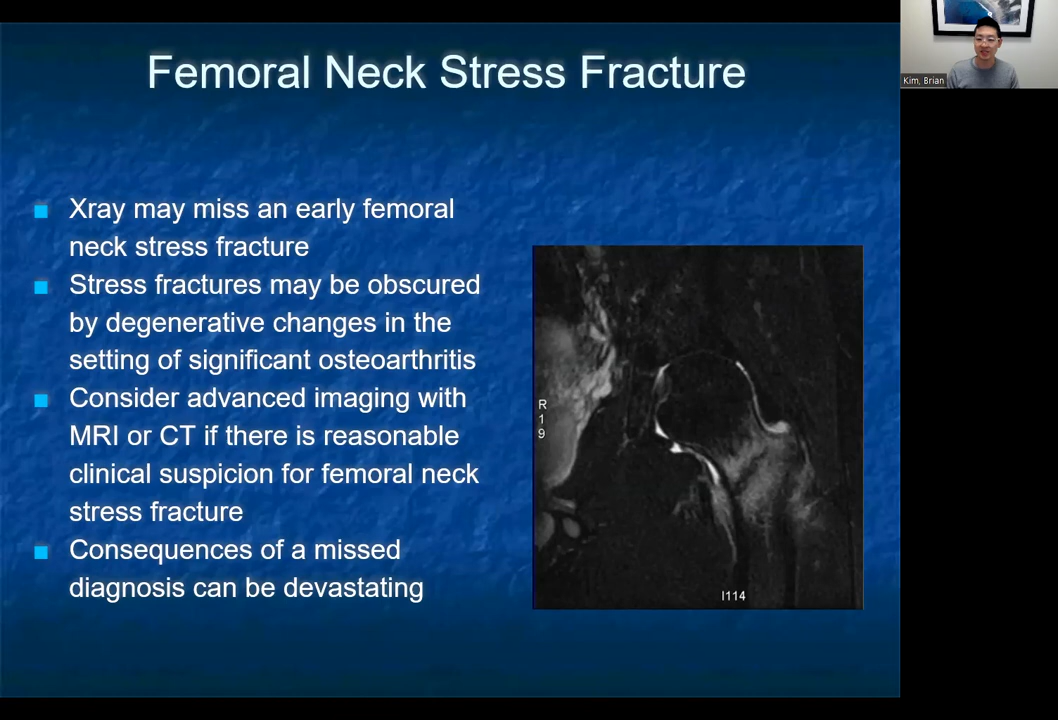 Femoral Neck Stress Fracture
Xray may miss an early femoral
neck stress fracture
Stress fractures may be obscured
by degenerative changes in the
setting of significant osteoarthritis
Consider advanced imaging with
MRI or CT if there is reasonable
clinical suspicion for femoral neck
stress fracture
Consequences of a missed
diagnosis can be devastating
R
1
9
I114
Kim, Brian